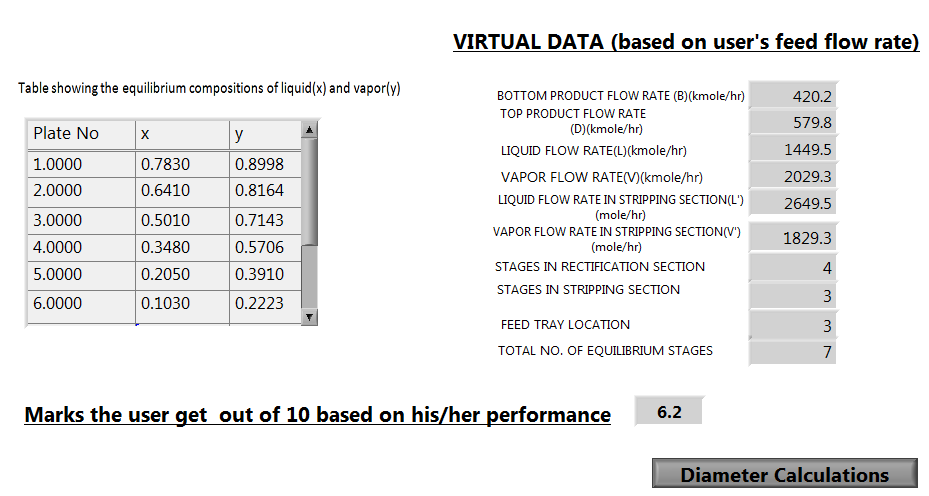 VIRTUAL DATA (based on user's feed flow rate)
Table showing the equilibrium compositions of liquid(x) and vapor(y)
Plate No x y
1.0000 0.7830 0.8998
2.0000 0.6410 0.8164
3.0000 0.5010 0.7143
4.0000 0.3480 0.5706
5.0000 0.2050 0.3910
6.0000 0.1030 0.2223
BOTTOM PRODUCT FLOW RATE (B)(kmole/hr) 420.2
TOP PRODUCT FLOW RATE
(D)(kmole/hr) 579.8
LIQUID FLOW RATE(L)(kmole/hr) 1449.5
VAPOR FLOW RATE(V)(kmole/hr) 2029.3
LIQUID FLOW RATE IN STRIPPING SECTION(L')
(mole/hr) 2649.5
VAPOR FLOW RATE IN STRIPPING SECTION(V')
(mole/hr) 1829.3
STAGES IN RECTIFICATION SECTION 4
STAGES IN STRIPPING SECTION 3
FEED TRAY LOCATION 3
TOTAL NO. OF EQUILIBRIUM STAGES 7
Marks the user get out of 10 based on his/her performance 6.2
Diameter Calculations